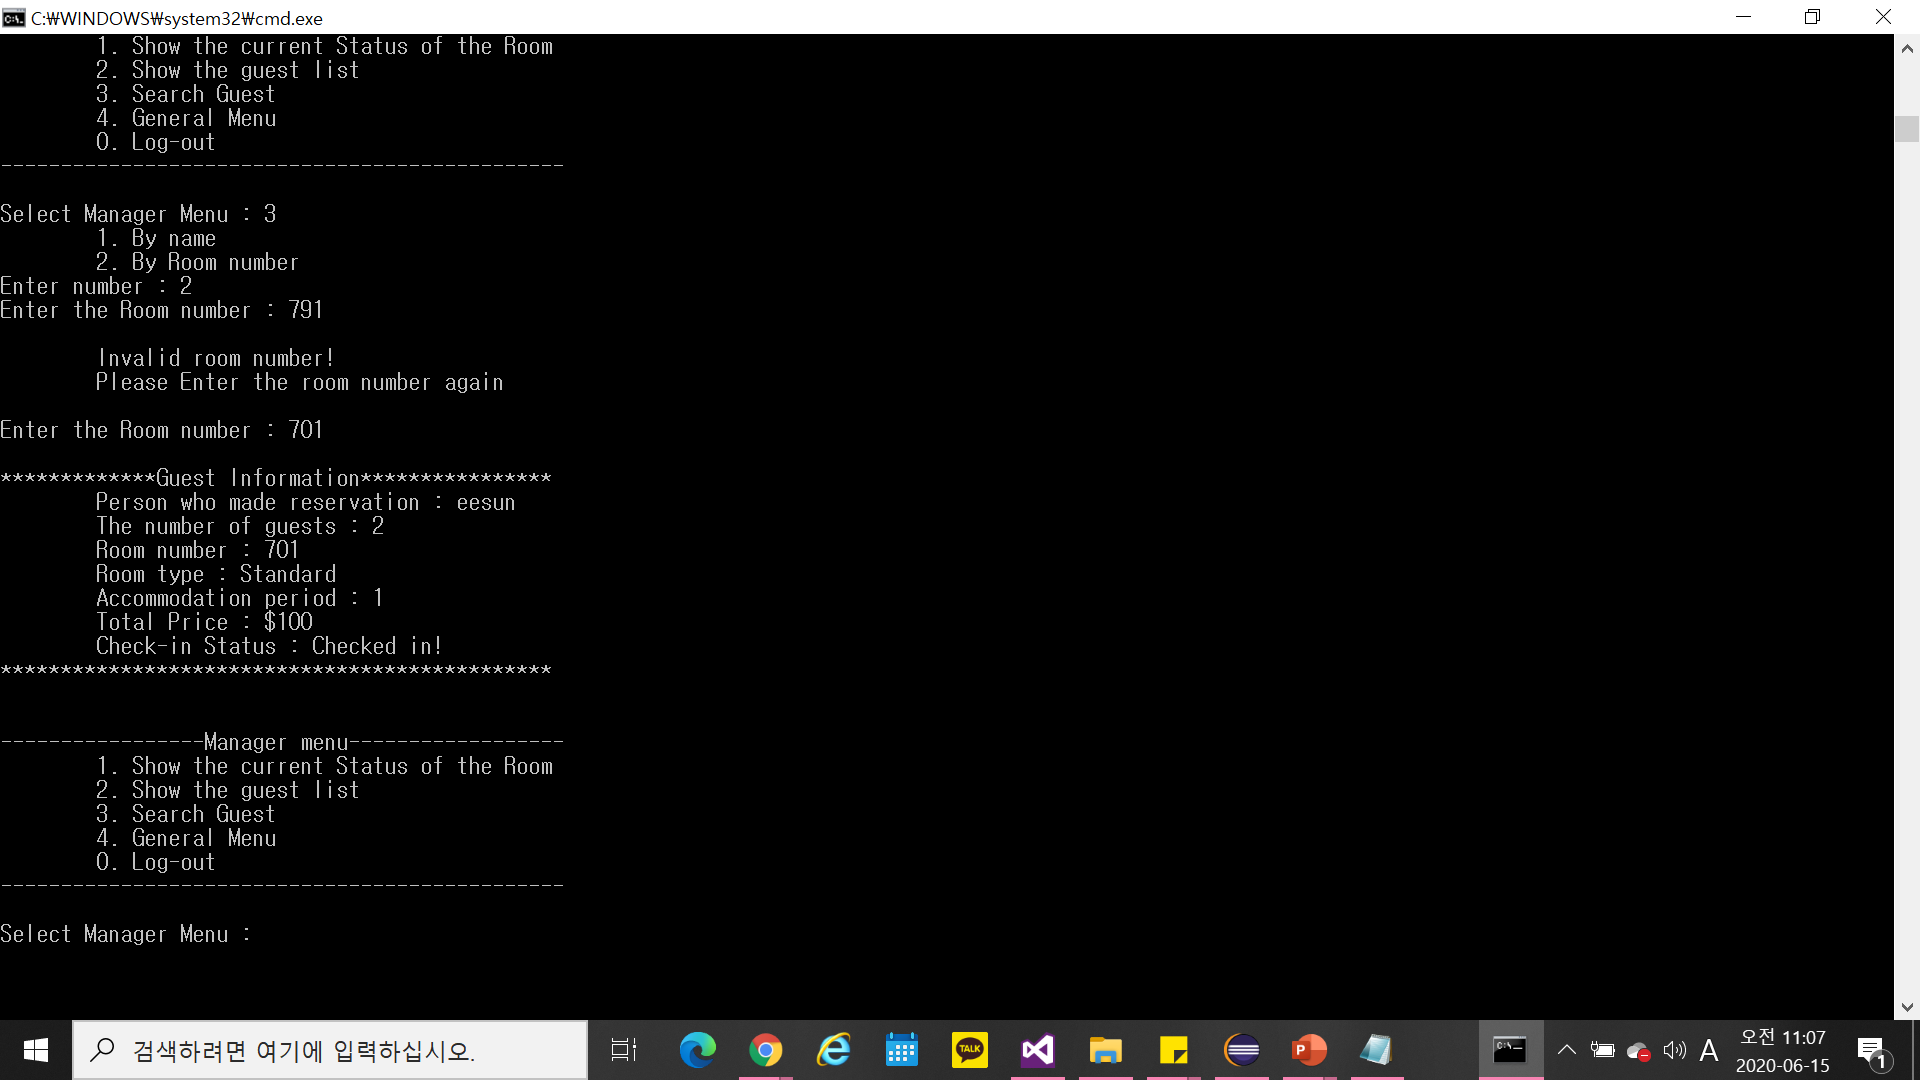 C:₩WINDOWS₩system32₩cmd.exe
1. Show the current Status of the Room
2. Show the guest list
3. Search Guest
4. General Menu
0. Log-out
-----------------------------------------------
Select Manager Menu : 3
1. By name
2. By Room number
Enter number : 2
Enter the Room number : 791
Invalid room number!
Please Enter the room number again
Enter the Room number : 701
*************Guest Information****************
Person who made reservation : eesun
The number of guests : 2
Room number : 701
Room type : Standard
Accommodation period : 1
Total Price : $100
Check-in Status : Checked in!
**********************************************
-----------------Manager menu------------------
1. Show the current Status of the Room
2. Show the guest list
3. Search Guest
4. General Menu
0. Log-out
-----------------------------------------------
Select Manager Menu :
검색하려면 여기에 입력하십시오.
TALK
P
C:\_
A
오전 11:07
2020-06-15
1